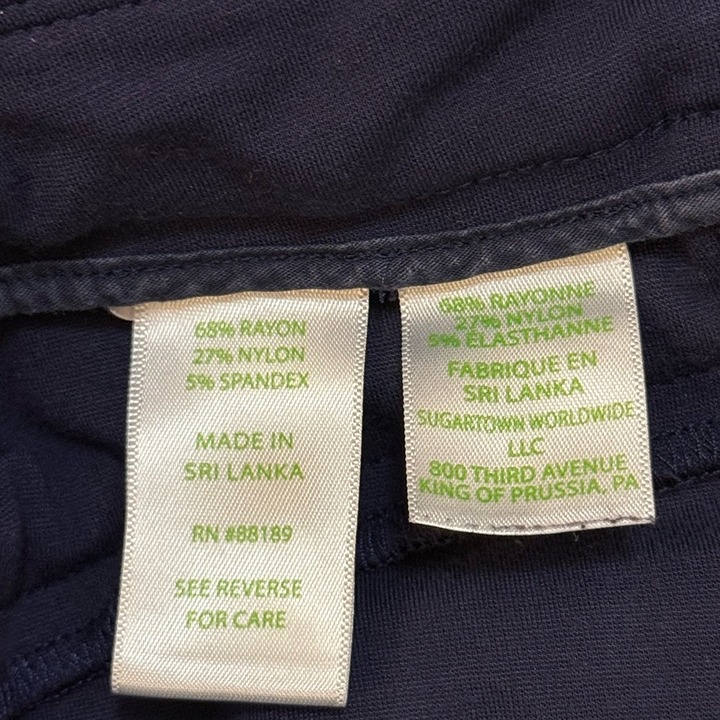 68% RAYON
27% NYLON
5% SPANDEX
MADE IN
SRI LANKA
RN #88189
SEE REVERSE
FOR CARE
68% RAYONNE
27% NYLON
5% ELASTHANNE
FABRIQUE EN
SRI LANKA
SUGARTOWN WORLDWIDE
LLC
800 THIRD AVENUE
KING OF PRUSSIA, PA